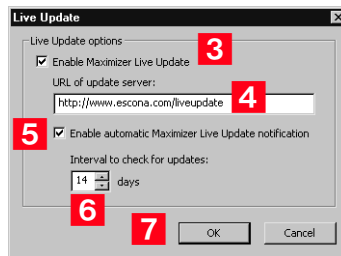 Live Update
Live Update options
Enable Maximizer Live Update 3
URL of update server:
http://www.escona.com/liveupdate 4
5 Enable automatic Maximizer Live Update notification
Interval to check for updates:
14 days
6
7 OK Cancel